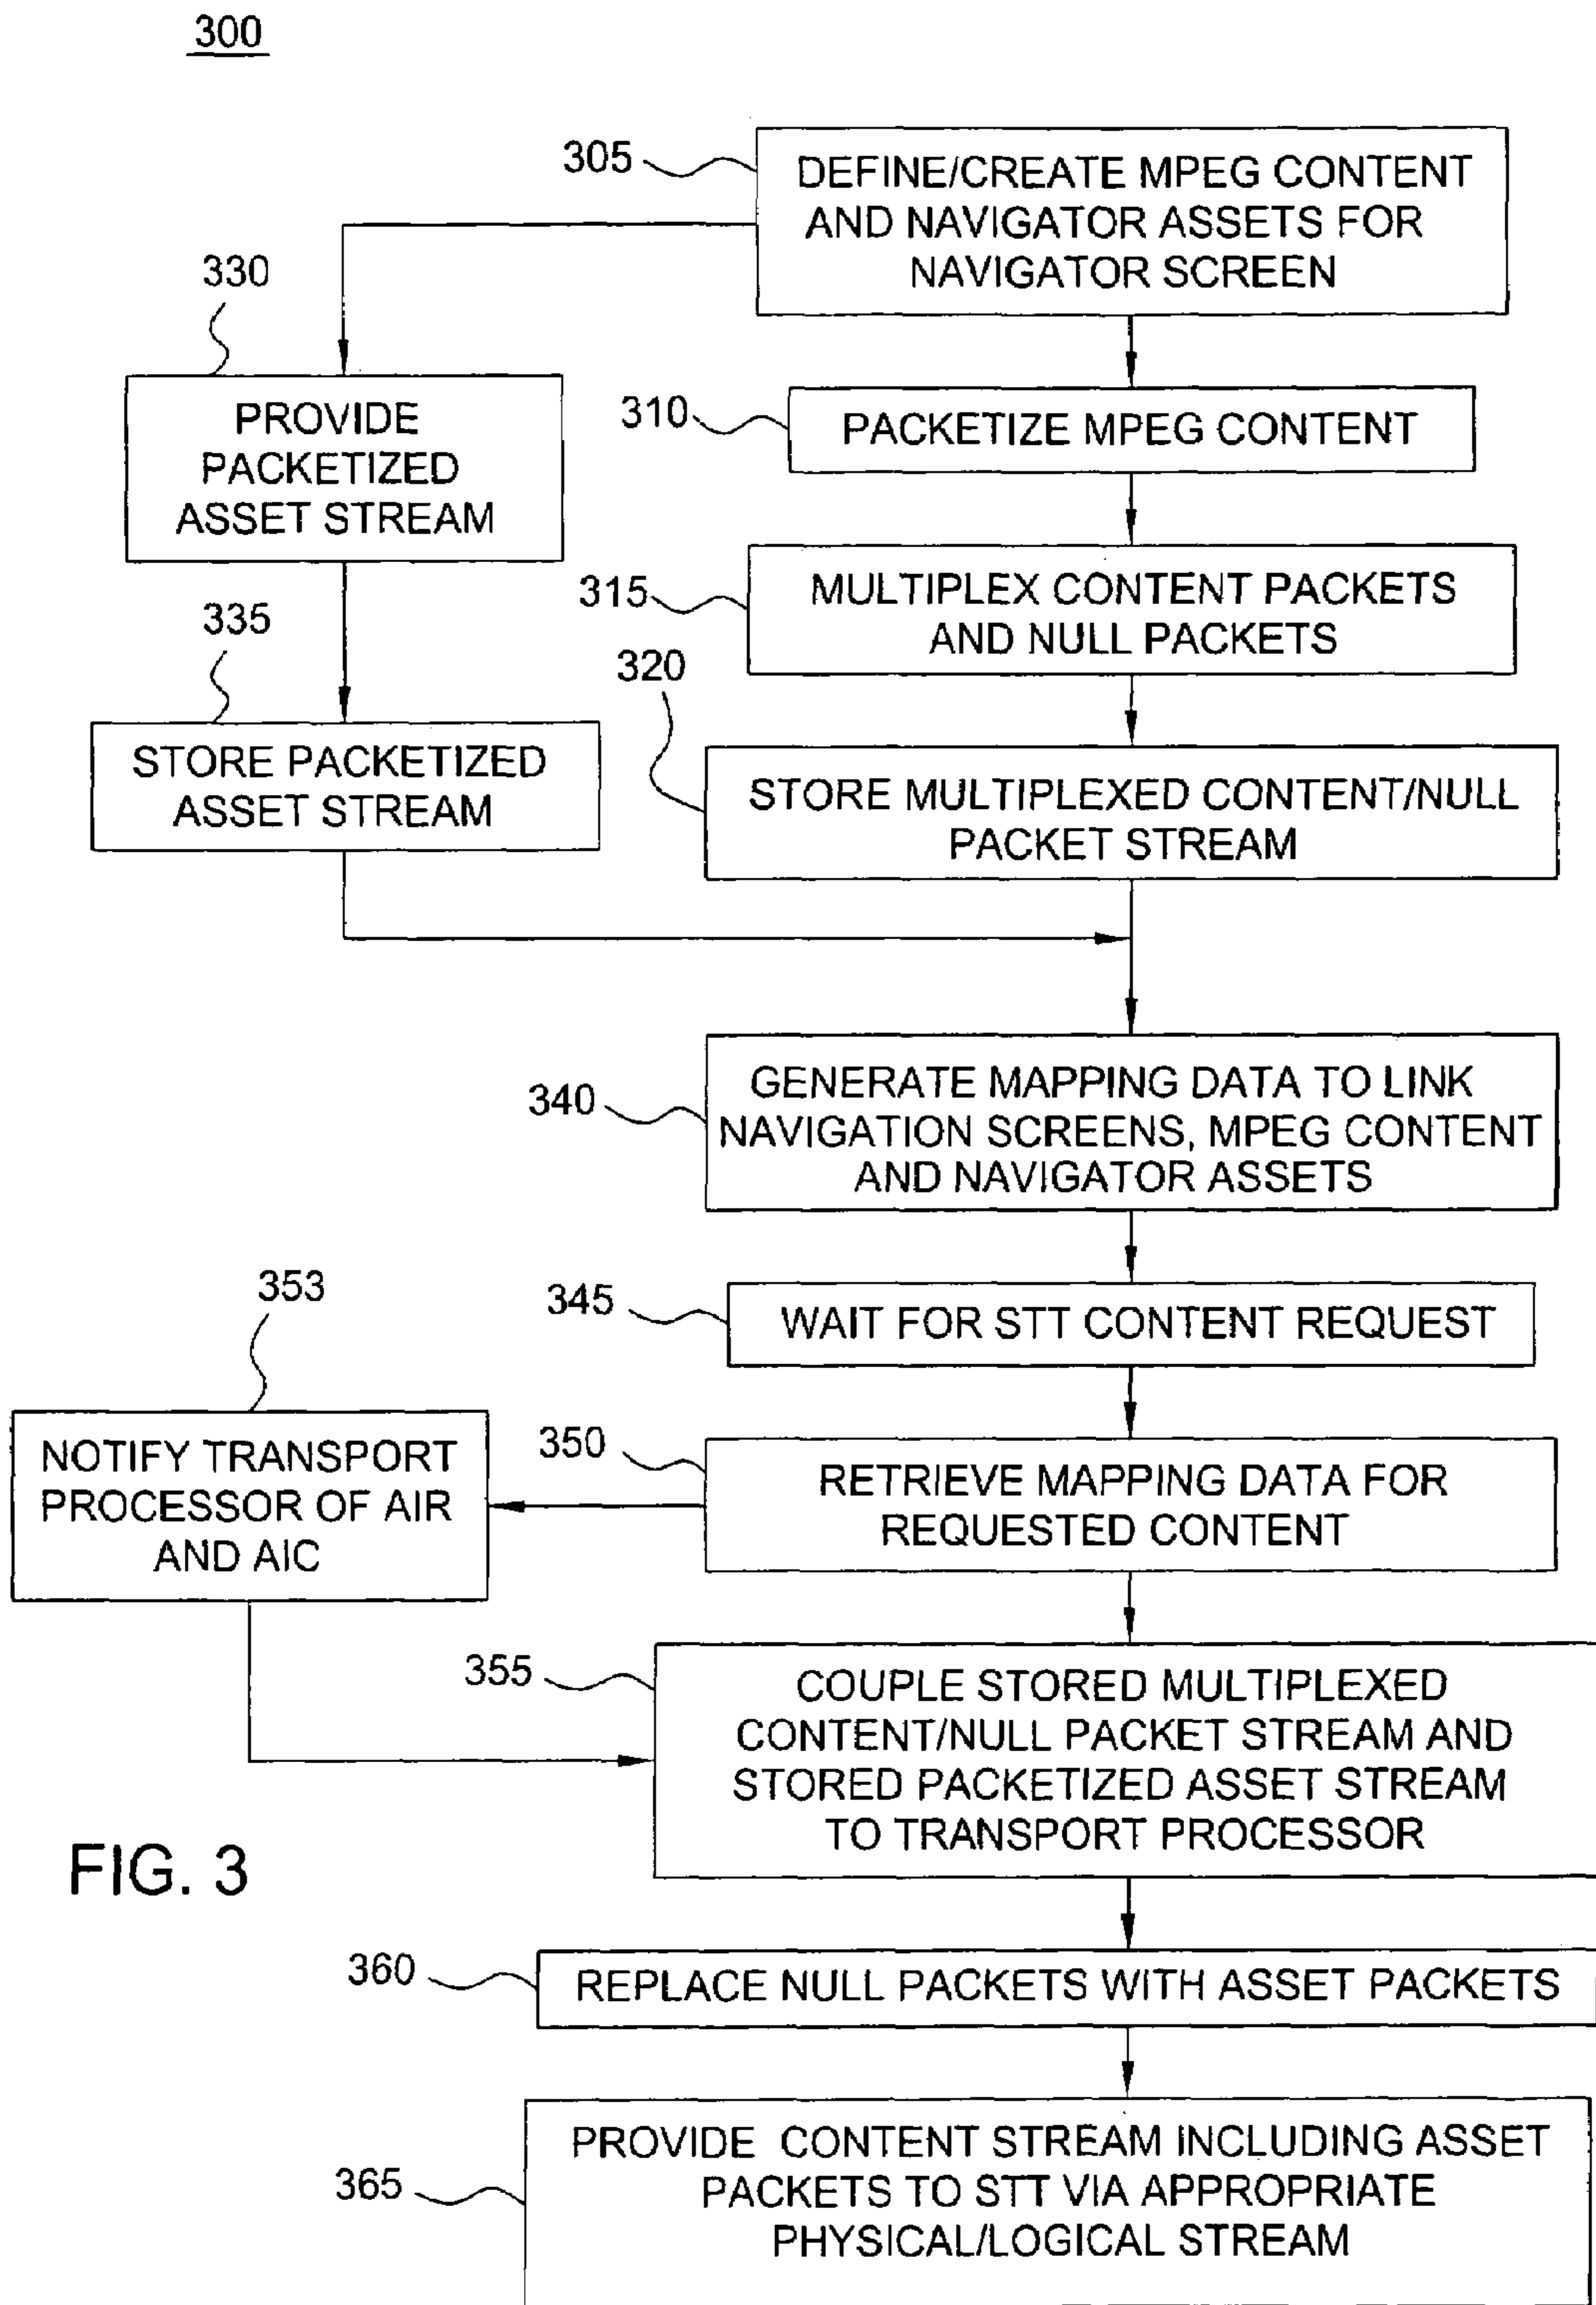 300
305
DEFINE/CREATE MPEG CONTENT
AND NAVIGATOR ASSETS FOR
NAVIGATOR SCREEN
330
PROVIDE
PACKETIZED
ASSET STREAM
310
PACKETIZE MPEG CONTENT
315
MULTIPLEX CONTENT PACKETS
AND NULL PACKETS
335
STORE PACKETIZED
ASSET STREAM
320
STORE MULTIPLEXED CONTENT/NULL
PACKET STREAM
340
GENERATE MAPPING DATA TO LINK
NAVIGATION SCREENS, MPEG CONTENT
AND NAVIGATOR ASSETS
345
WAIT FOR STT CONTENT REQUEST
353
NOTIFY TRANSPORT
PROCESSOR OF AIR
AND AIC
350
RETRIEVE MAPPING DATA FOR
REQUESTED CONTENT
355
COUPLE STORED MULTIPLEXED
CONTENT/NULL PACKET STREAM AND
STORED PACKETIZED ASSET STREAM
TO TRANSPORT PROCESSOR
FIG. 3
360
REPLACE NULL PACKETS WITH ASSET PACKETS
365
PROVIDE CONTENT STREAM INCLUDING ASSET
PACKETS TO STT VIA APPROPRIATE
PHYSICAL/LOGICAL STREAM